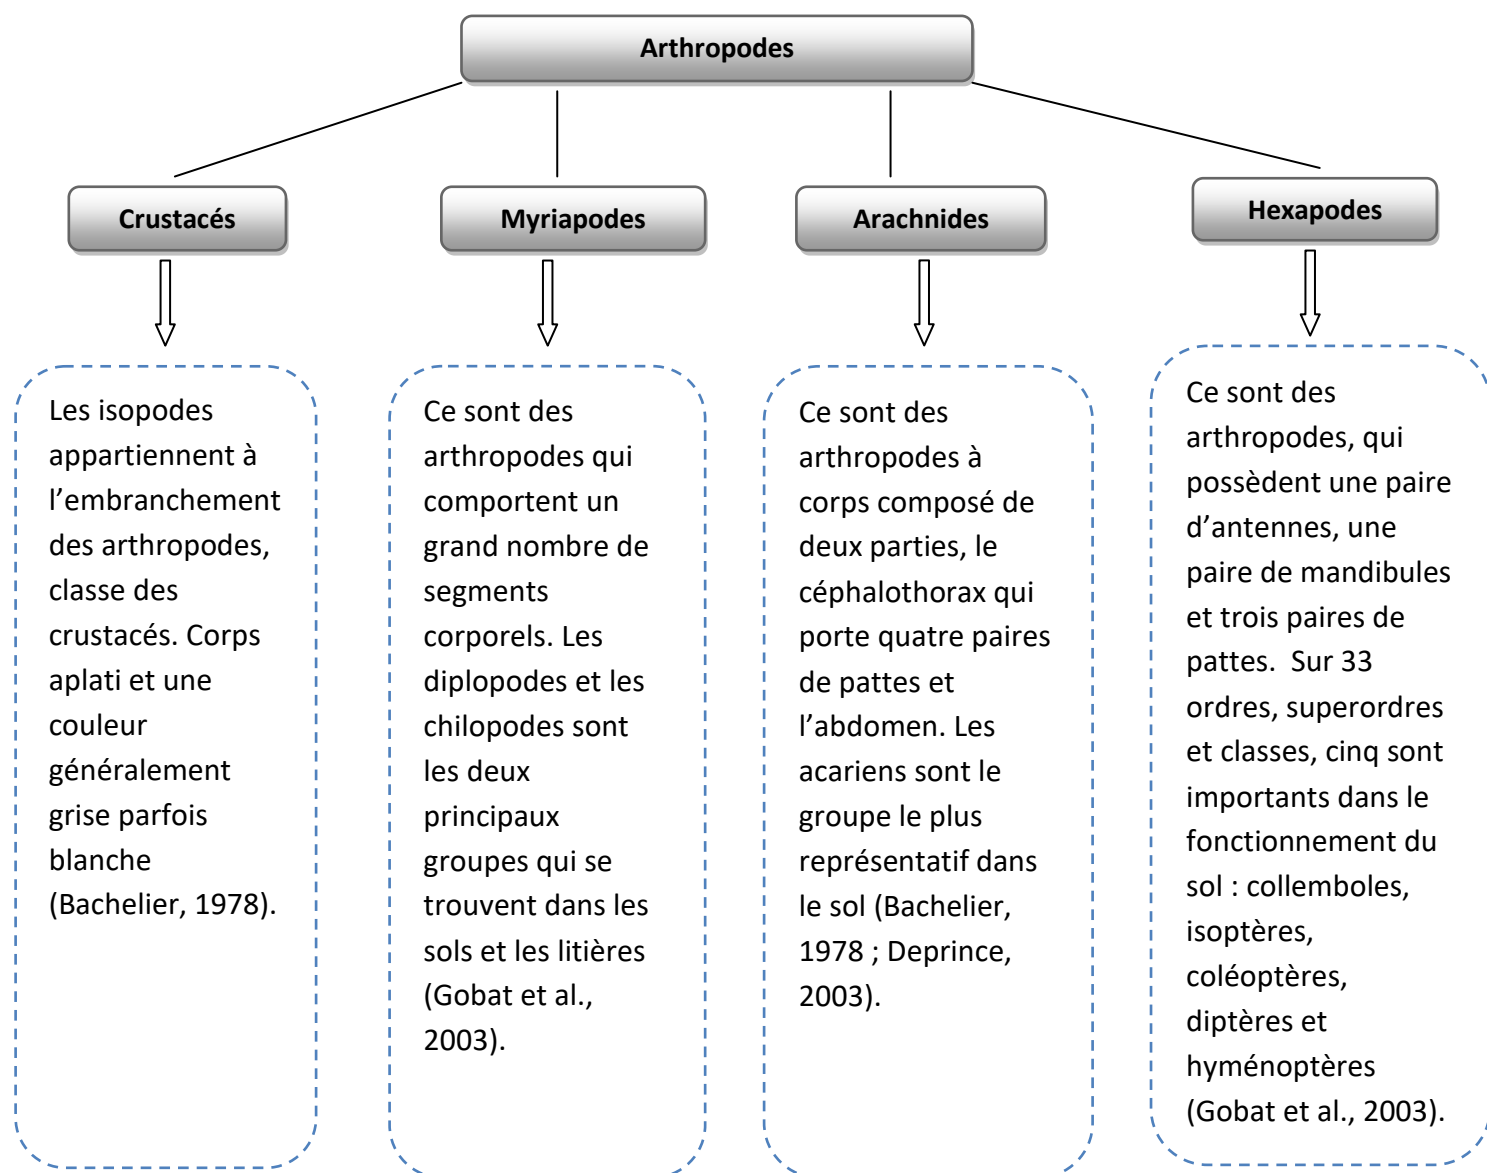 Arthropodes
Crustacés
Myriapodes
Arachnides
Hexapodes
Les isopodes
appartiennent à
l’embranchement
des arthropodes,
classe des
crustacés. Corps
aplati et une
couleur
généralement
grise parfois
blanche
(Bachelier, 1978).
Ce sont des
arthropodes qui
comportent un
grand nombre de
segments
corporels. Les
diplopodes et les
chilopodes sont
les deux
principaux
groupes qui se
trouvent dans les
sols et les litières
(Gobat et al.,
2003).
Ce sont des
arthropodes à
corps composé de
deux parties, le
céphalothorax qui
porte quatre paires
de pattes et
l’abdomen. Les
acariens sont le
groupe le plus
représentatif dans
le sol (Bachelier,
1978 ; Deprince,
2003).
Ce sont des
arthropodes, qui
possèdent une paire
d’antennes, une
paire de mandibules
et trois paires de
pattes.  Sur 33
ordres, superordres
et classes, cinq sont
importants dans le
fonctionnement du
sol : collemboles,
isoptères,
coléoptères,
diptères et
hyménoptères
(Gobat et al., 2003).